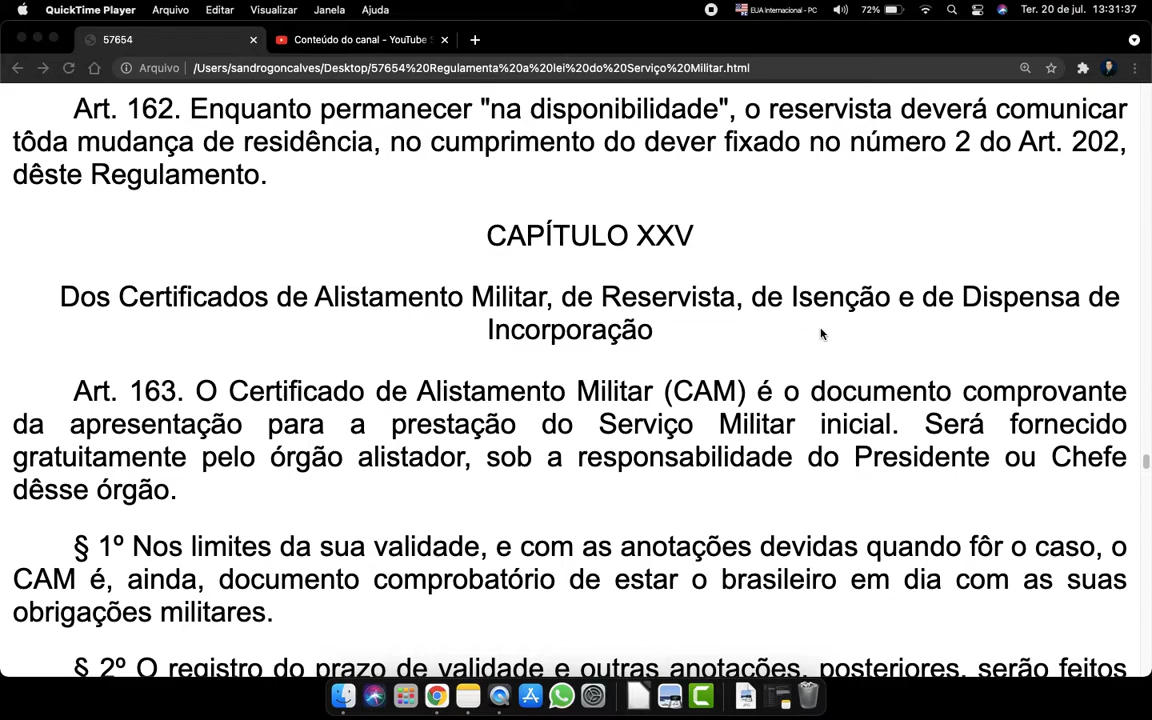 QuickTime Player Arquivo Editar Visualizar Janela Ajuda EUA Internacional - PC 72% Ter. 20 de jul. 13:31:37
57654 Conteúdo do canal - YouTube
Arquivo /Users/sandrogoncalves/Desktop/57654%20Regulamenta%20a%20lei%20do%20Serviço%20Militar.html
Art. 162. Enquanto permanecer "na disponibilidade", o reservista deverá comunicar
tôda mudança de residência, no cumprimento do dever fixado no número 2 do Art. 202,
dêste Regulamento.
CAPÍTULO XXV
Dos Certificados de Alistamento Militar, de Reservista, de Isenção e de Dispensa de
Incorporação
Art. 163. O Certificado de Alistamento Militar (CAM) é o documento comprovante
da apresentação para a prestação do Serviço Militar inicial. Será fornecido
gratuitamente pelo órgão alistador, sob a responsabilidade do Presidente ou Chefe
dêsse órgão.
§ 1º Nos limites da sua validade, e com as anotações devidas quando fôr o caso, o
CAM é, ainda, documento comprobatório de estar o brasileiro em dia com as suas
obrigações militares.
§ 2º O registro do prazo de validade e outras anotações, posteriores, serão feitos